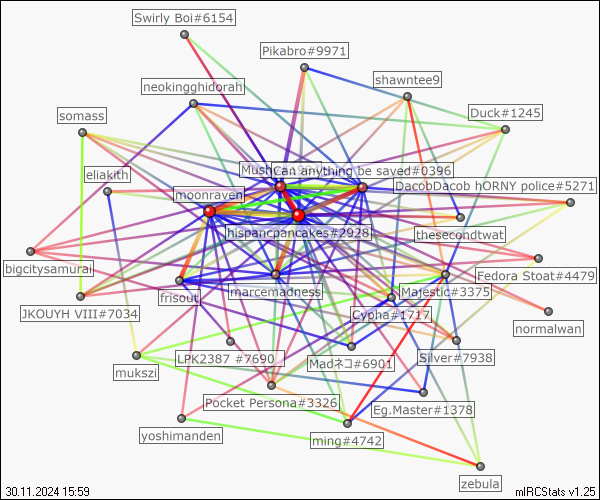 Swirly Boi#6154
Pikabro#9971
shawntee9
neokingghidorah
somass
Duck#1245
eliakith
Can anything be saved#0396
DacobDacob hORNY police#5271
moonraven
hispancpancakes#2928
thesecondtwat
bigcitysamurai
Fedora Stoat#4479
frisout
marcemadness
Majestic#3375
JKOUYH VIII#7034
Cypha#1717
normalwan
LPK2387 #7690
Madネコ#6901
Silver#7938
mukszi
Pocket Persona#3326
Eg.Master#1378
yoshimanden
ming#4742
zebula
30.11.2024 15:59
mIRCStats v1.25